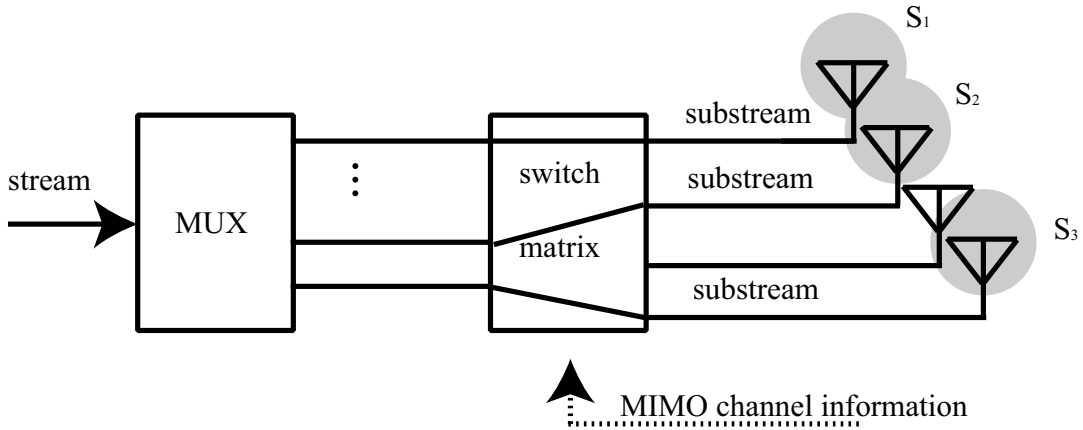 S1
substream
S2
stream
switch
substream
MUX
matrix
S3
substream
MIMO channel information